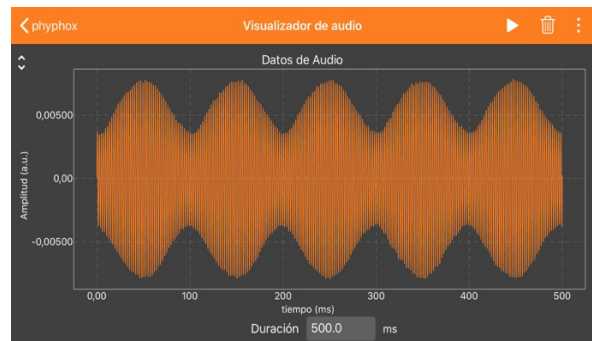 phyphox
Visualizador de audio
Datos de Audio
Amplitud (a.u.)
0,00500
0,00
-0,00500
0,00 100 200 300 400 500
tiempo (ms)
Duración 500.0 ms